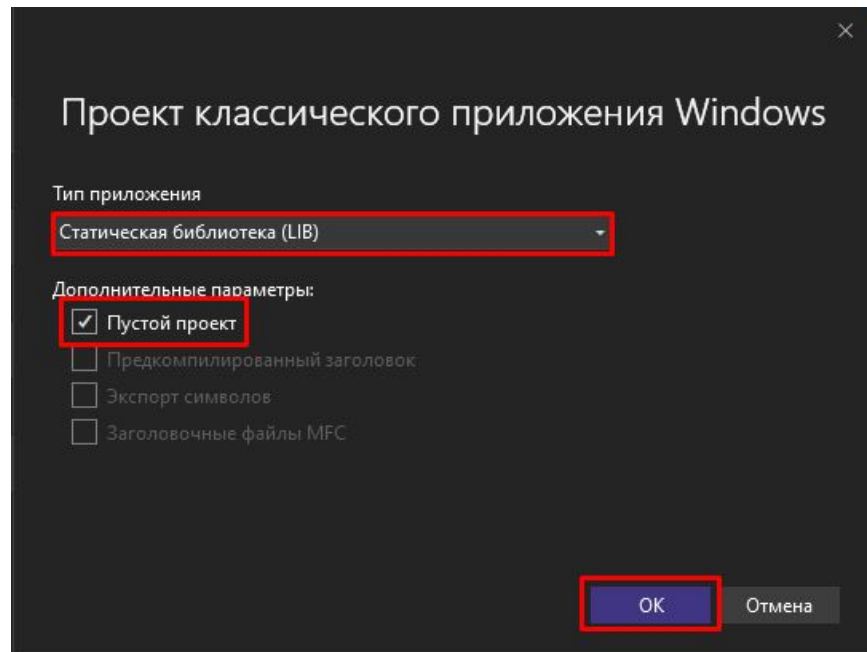 Проект классического приложения Windows
Тип приложения
Статическая библиотека (LIB)
Дополнительные параметры:
Пустой проект
Предкомпилированный заголовок
Экспорт символов
Заголовочные файлы MFC
ОК Отмена